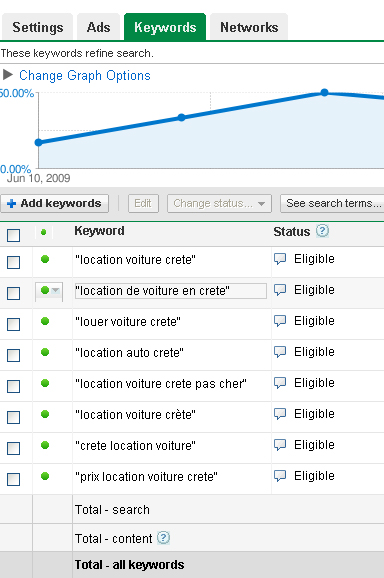 Settings Ads Keywords Networks
These keywords refine search.
Change Graph Options
50.00%
0.00%
Jun 10, 2009
+ Add keywords Edit Change status... See search terms...
Keyword Status ?
"location voiture crete" Eligible
"location de voiture en crete" Eligible
"louer voiture crete" Eligible
"location auto crete" Eligible
"location voiture crete pas cher" Eligible
"location voiture crète" Eligible
"crete location voiture" Eligible
"prix location voiture crete" Eligible
Total - search
Total - content ?
Total - all keywords